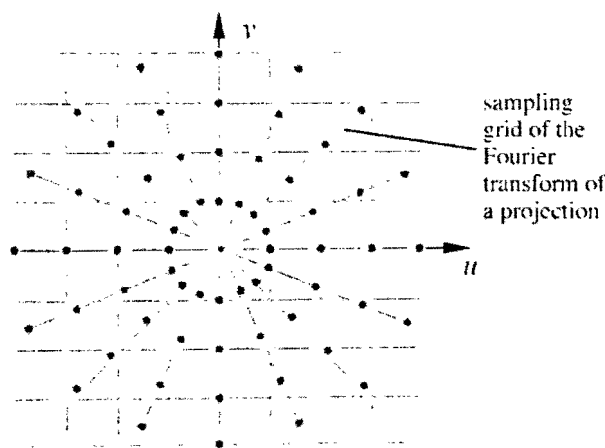 v
sampling
grid of the
Fourier
transform of
a projection
u